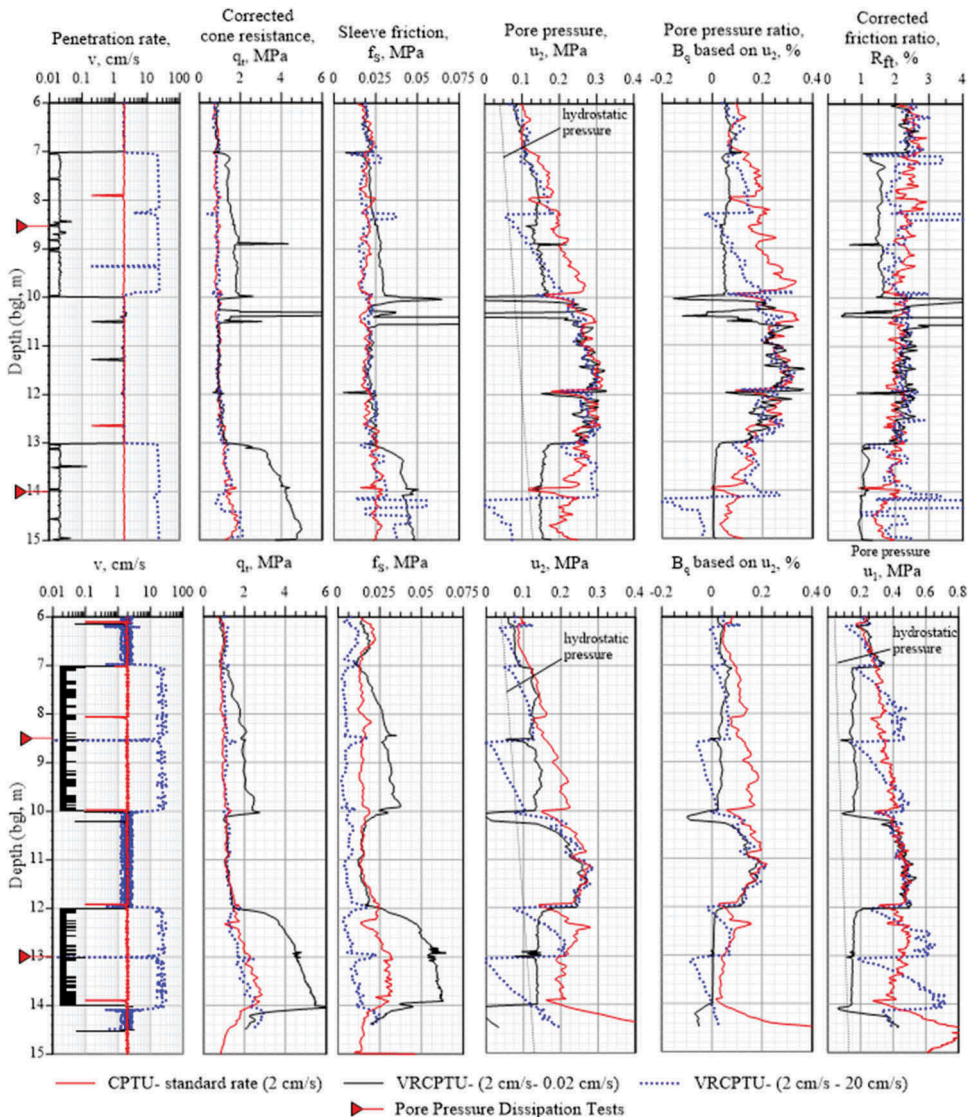 Penetration rate,
v, cm/s
Corrected
cone resistance,
qt, MPa
Sleeve friction,
fs, MPa
Pore pressure,
u2, MPa
Pore pressure ratio,
Bq based on u2, %
Corrected
friction ratio,
Rft, %
0.01 0.1 1 10 100
0 2 4 6
0 0.025 0.05 0.075
0 0.1 0.2 0.3 0.4
-0.2 0 0.2 0.4
0 1 2 3 4
hydrostatic
pressure
Depth (bgl, m)
6
7
8
9
10
11
12
13
14
15
v, cm/s
qt, MPa
fs, MPa
u2, MPa
Bq based on u2, %
Pore pressure
u1, MPa
0.01 0.1 1 10 100
0 2 4 6
0 0.025 0.05 0.075
0 0.1 0.2 0.3 0.4
-0.2 0 0.2 0.4
0 0.2 0.4 0.6 0.8
hydrostatic
pressure
hydrostatic
pressure
Depth (bgl, m)
6
7
8
9
10
11
12
13
14
15
CPTU- standard rate (2 cm/s) VRCPTU- (2 cm/s- 0.02 cm/s) VRCPTU- (2 cm/s - 20 cm/s)
Pore Pressure Dissipation Tests